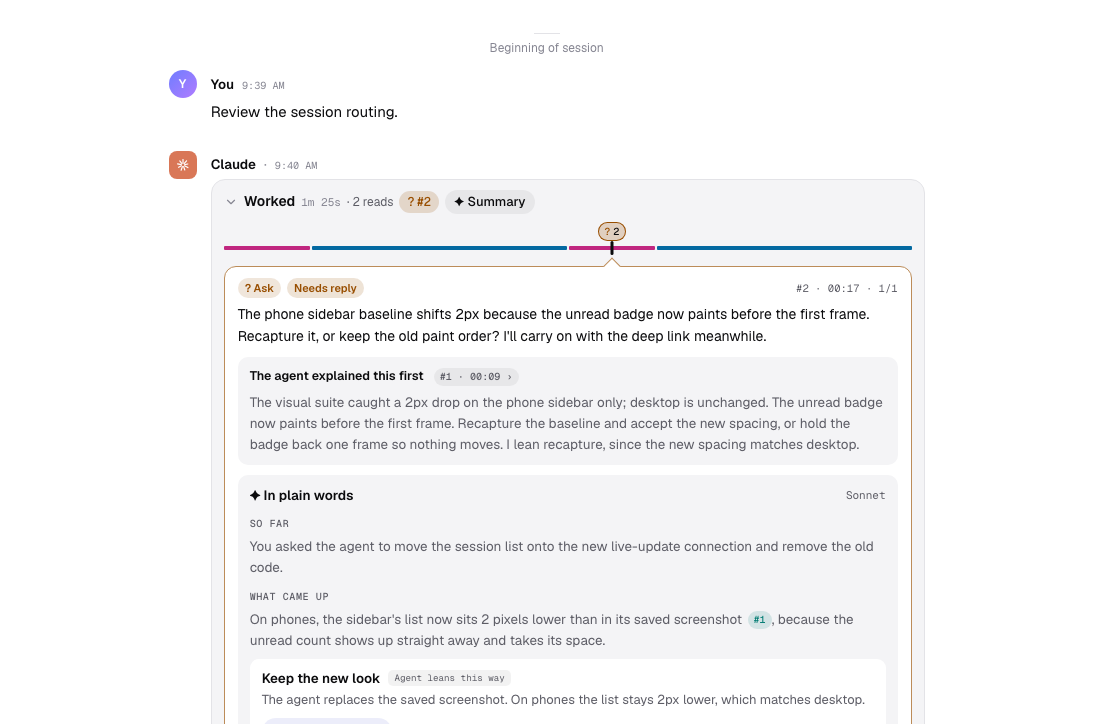 Beginning of session
Y You 9:39 AM
Review the session routing.
Claude · 9:40 AM
Worked 1m 25s · 2 reads ? #2 ✦ Summary
? 2
? Ask Needs reply #2 · 00:17 · 1/1
The phone sidebar baseline shifts 2px because the unread badge now paints before the first frame.
Recapture it, or keep the old paint order? I'll carry on with the deep link meanwhile.
The agent explained this first #1 · 00:09 ›
The visual suite caught a 2px drop on the phone sidebar only; desktop is unchanged. The unread badge
now paints before the first frame. Recapture the baseline and accept the new spacing, or hold the
badge back one frame so nothing moves. I lean recapture, since the new spacing matches desktop.
✦ In plain words Sonnet
SO FAR
You asked the agent to move the session list onto the new live-update connection and remove the old
code.
WHAT CAME UP
On phones, the sidebar's list now sits 2 pixels lower than in its saved screenshot #1, because the
unread count shows up straight away and takes its space.
Keep the new look Agent leans this way
The agent replaces the saved screenshot. On phones the list stays 2px lower, which matches desktop.